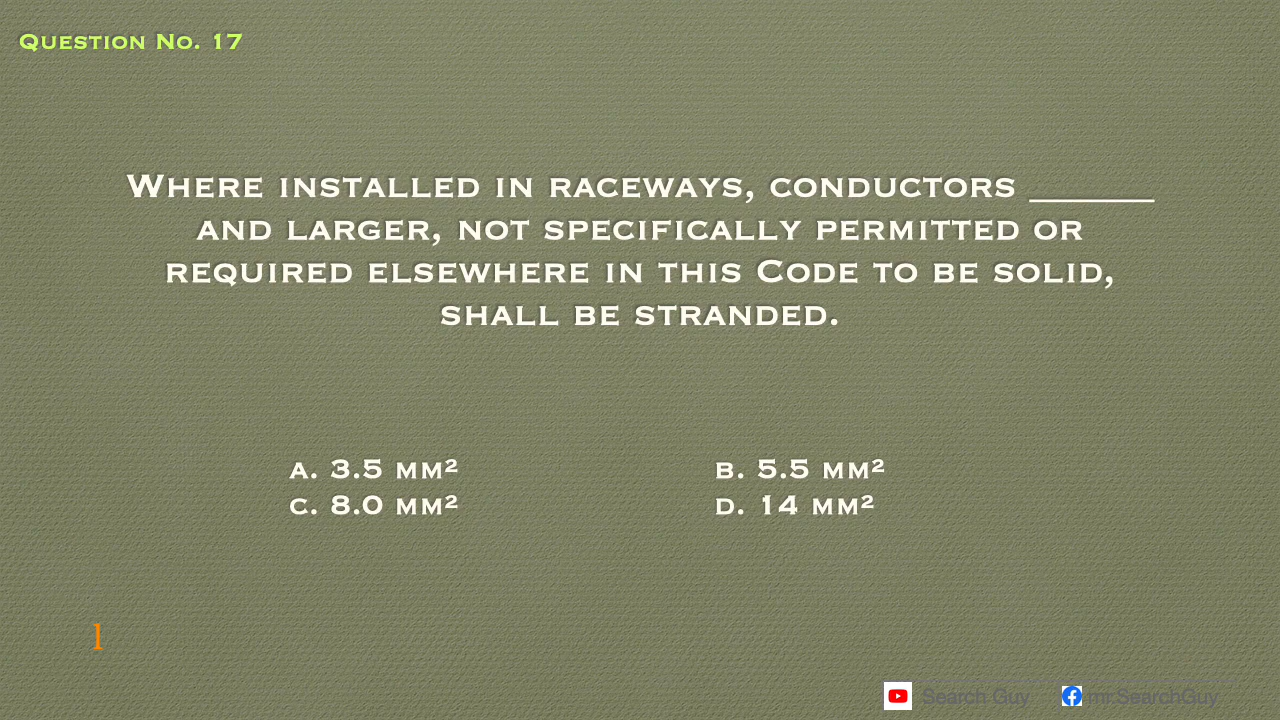 Question No. 17
Where installed in raceways, conductors ______
and larger, not specifically permitted or
required elsewhere in this Code to be solid,
shall be stranded.
a. 3.5 mm² b. 5.5 mm²
c. 8.0 mm² d. 14 mm²
1
Search Guy mr.SearchGuy